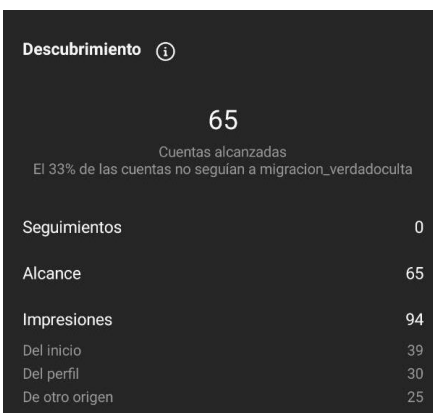 Descubrimiento
65
Cuentas alcanzadas
El 33% de las cuentas no seguían a migracion_verdadoculta
Seguimientos 0
Alcance 65
Impresiones 94
Del inicio 39
Del perfil 30
De otro origen 25